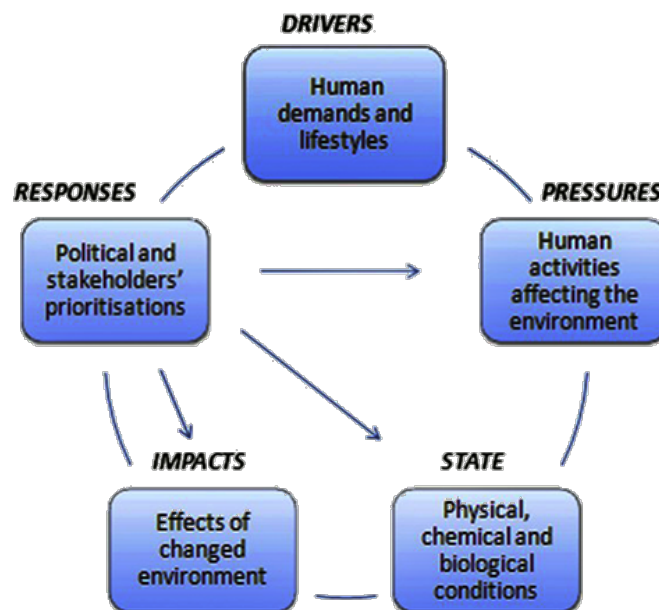 DRIVERS
Human
demands and
lifestyles
RESPONSES
Political and
stakeholders'
prioritisations
PRESSURES
Human
activities
affecting the
environment
IMPACTS
Effects of
changed
environment
STATE
Physical,
chemical and
biological
conditions